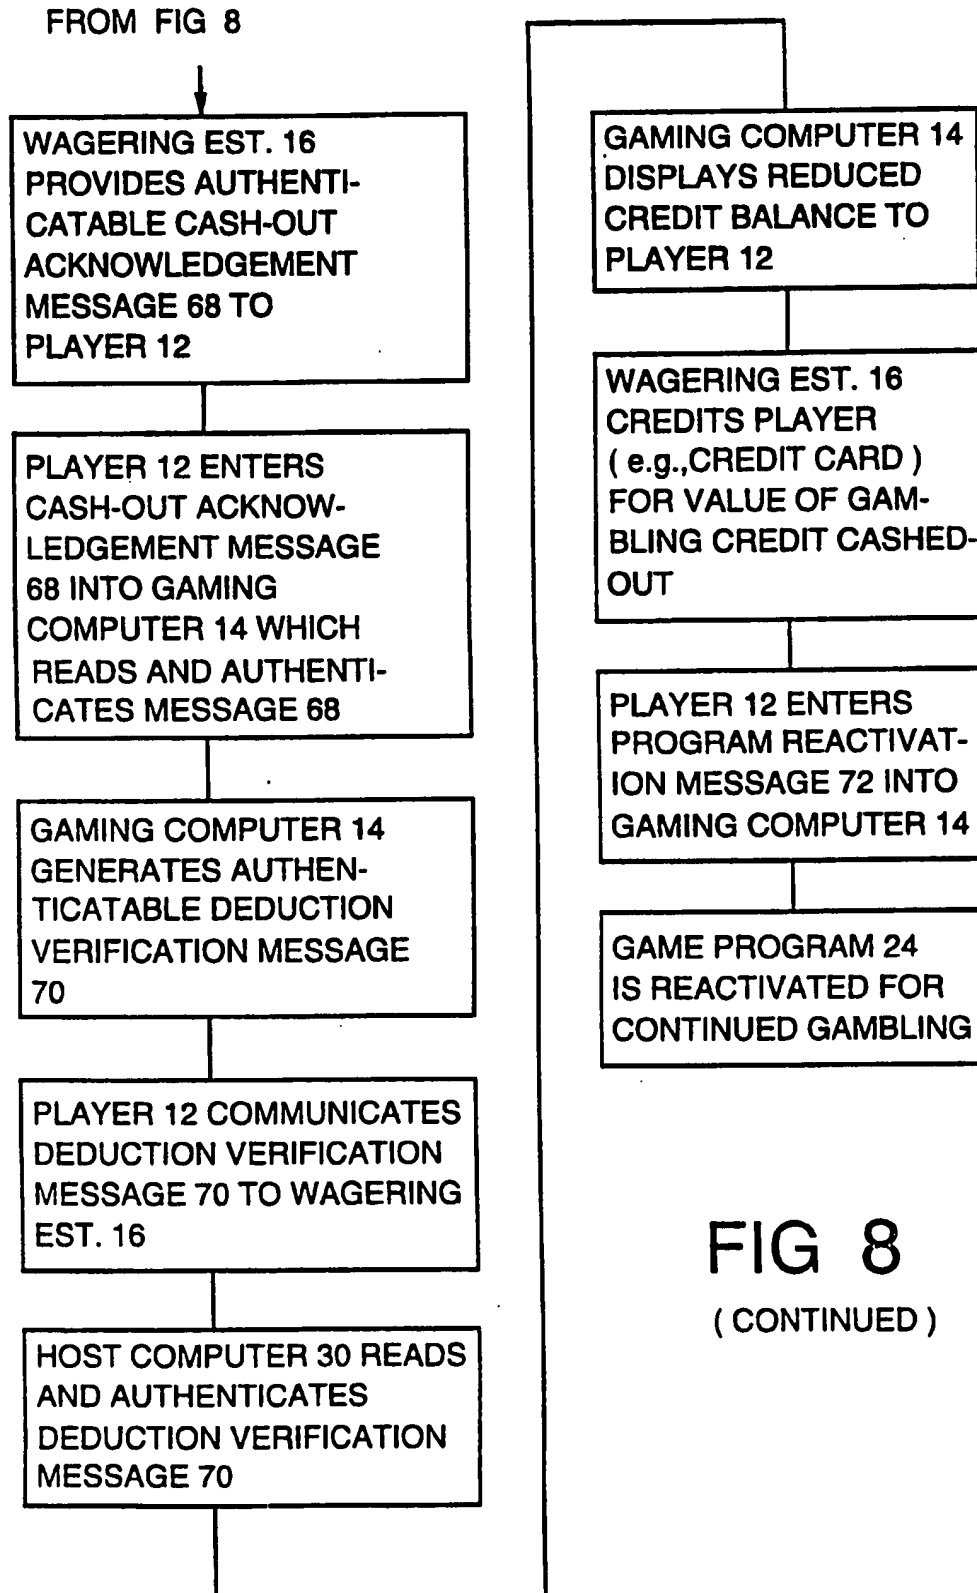 FROM FIG 8
WAGERING EST. 16
PROVIDES AUTHENTI-
CATABLE CASH-OUT
ACKNOWLEDGEMENT
MESSAGE 68 TO
PLAYER 12
PLAYER 12 ENTERS
CASH-OUT ACKNOW-
LEDGEMENT MESSAGE
68 INTO GAMING
COMPUTER 14 WHICH
READS AND AUTHENTI-
CATES MESSAGE 68
GAMING COMPUTER 14
GENERATES AUTHEN-
TICATABLE DEDUCTION
VERIFICATION MESSAGE
70
PLAYER 12 COMMUNICATES
DEDUCTION VERIFICATION
MESSAGE 70 TO WAGERING
EST. 16
HOST COMPUTER 30 READS
AND AUTHENTICATES
DEDUCTION VERIFICATION
MESSAGE 70
GAMING COMPUTER 14
DISPLAYS REDUCED
CREDIT BALANCE TO
PLAYER 12
WAGERING EST. 16
CREDITS PLAYER
( e.g.,CREDIT CARD )
FOR VALUE OF GAM-
BLING CREDIT CASHED-
OUT
PLAYER 12 ENTERS
PROGRAM REACTIVAT-
ION MESSAGE 72 INTO
GAMING COMPUTER 14
GAME PROGRAM 24
IS REACTIVATED FOR
CONTINUED GAMBLING
FIG 8
( CONTINUED )